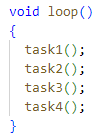 void loop()
{
  task1();
  task2();
  task3();
  task4();
}